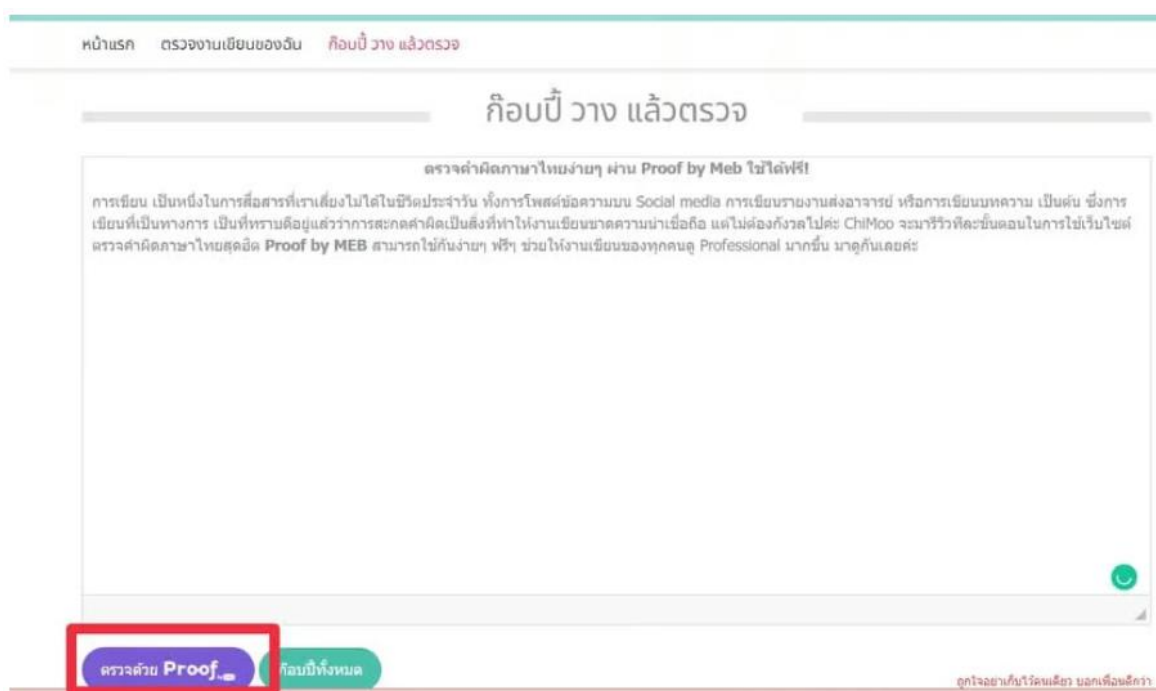 หน้าแรก ตรวจงานเขียนของฉัน ก๊อบปี้ วาง แล้วตรวจ
ก๊อบปี้ วาง แล้วตรวจ
ตรวจคำผิดภาษาไทยง่ายๆ ผ่าน Proof by Meb ใช้ได้ฟรี!
การเขียน เป็นหนึ่งในการสื่อสารที่เราเลี่ยงไม่ได้ในชีวิตประจำวัน ทั้งการโพสต์ข้อความบน Social media การเขียนรายงานส่งอาจารย์ หรือการเขียนบทความ เป็นต้น ซึ่งการ
เขียนที่เป็นทางการ เป็นที่ทราบดีอยู่แล้วว่าการสะกดคำผิดเป็นสิ่งที่ทำให้งานเขียนขาดความน่าเชื่อถือ แต่ไม่ต้องกังวลไปค่ะ ChiMoo จะมารีวิวทีละขั้นตอนในการใช้เว็บไซต์
ตรวจคำผิดภาษาไทยสุดฮิต Proof by MEB สามารถใช้กันง่ายๆ ฟรีๆ ช่วยให้งานเขียนของทุกคนดู Professional มากขึ้น มาดูกันเลยค่ะ
ตรวจด้วย Proof ก๊อบปี้ทั้งหมด
ถูกใจอย่าเก็บไว้คนเดียว บอกเพื่อนดีกว่า